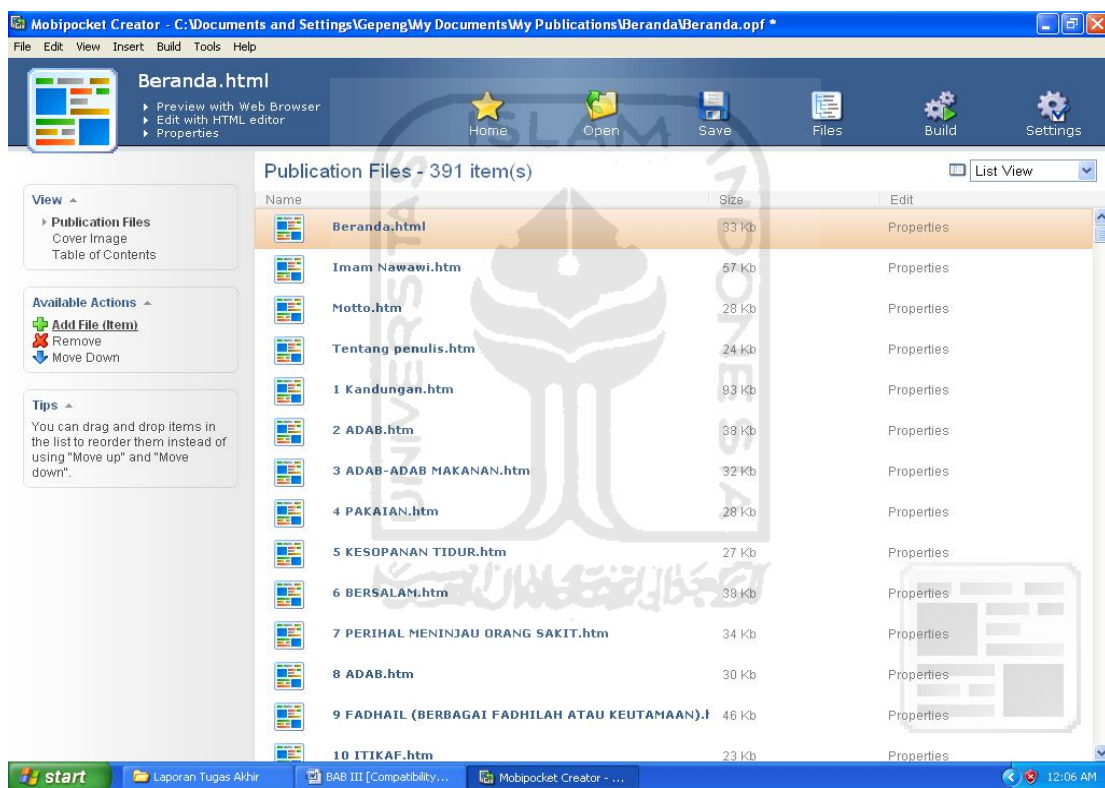 Mobipocket Creator - C:\Documents and Settings\Gepeng\My Documents\My Publications\Beranda\Beranda.opf *
File Edit View Insert Build Tools Help
Beranda.html
Preview with Web Browser
Edit with HTML editor
Properties
Home Open Save Files Build Settings
Publication Files - 391 item(s)
List View
View
Publication Files
Cover Image
Table of Contents
Available Actions
Add File (Item)
Remove
Move Down
Tips
You can drag and drop items in
the list to reorder them instead of
using "Move up" and "Move
down".
Name Size Edit
Beranda.html 33 Kb Properties
Imam Nawawi.htm 57 Kb Properties
Motto.htm 28 Kb Properties
Tentang penulis.htm 24 Kb Properties
1 Kandungan.htm 93 Kb Properties
2 ADAB.htm 38 Kb Properties
3 ADAB-ADAB MAKANAN.htm 32 Kb Properties
4 PAKAIAN.htm 28 Kb Properties
5 KESOPANAN TIDUR.htm 27 Kb Properties
6 BERSALAM.htm 38 Kb Properties
7 PERIHAL MENINJAU ORANG SAKIT.htm 34 Kb Properties
8 ADAB.htm 30 Kb Properties
9 FADHAIL (BERBAGAI FADHILAH ATAU KEUTAMAAN).h 46 Kb Properties
10 ITIKAF.htm 23 Kb Properties
UNIVERSITAS ISLAM INDONESIA
start Laporan Tugas Akhir BAB III [Compatibility... Mobipocket Creator - ... 12:06 AM